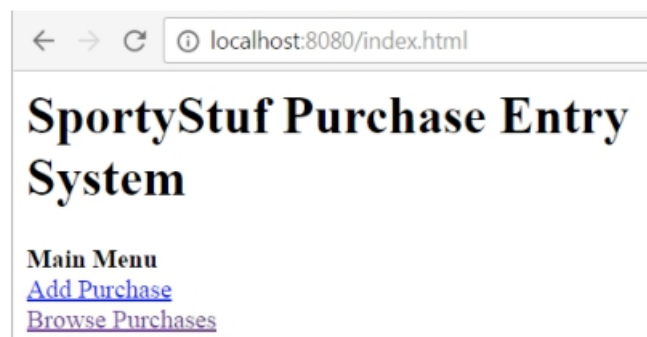 localhost:8080/index.html
SportyStuf Purchase Entry
System
Main Menu
Add Purchase
Browse Purchases